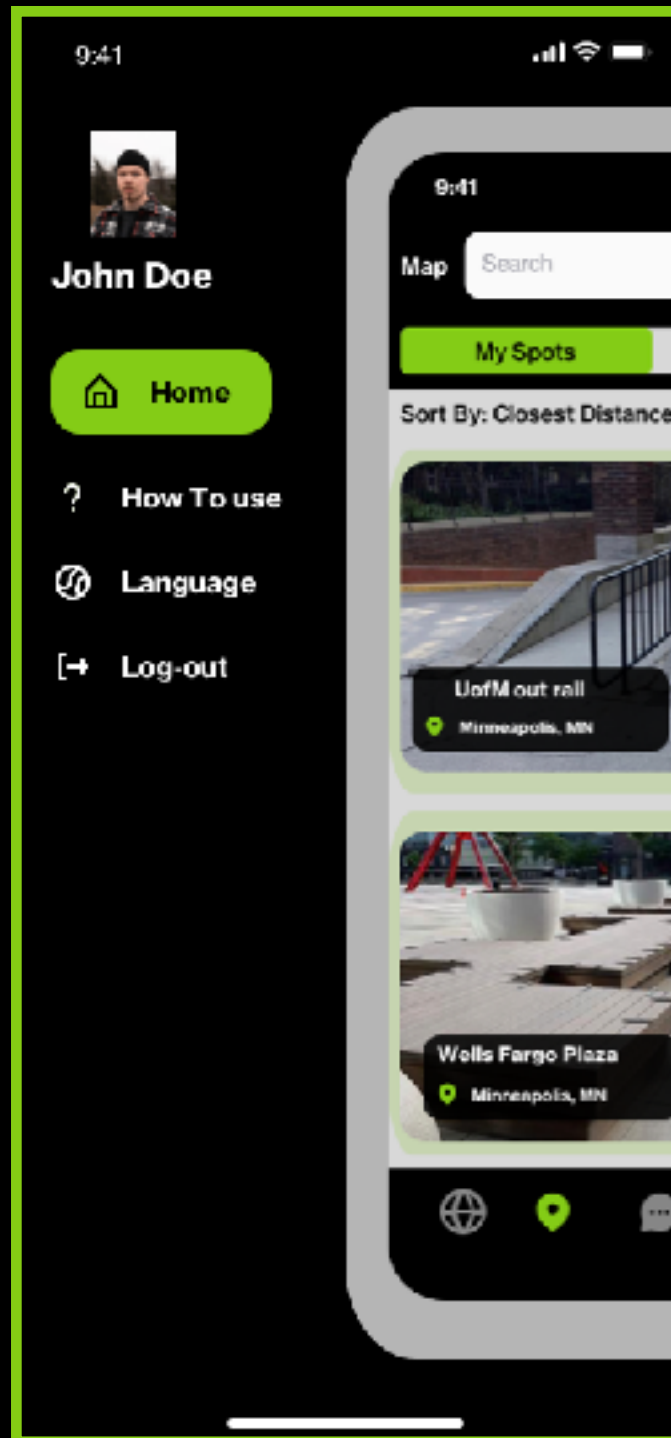 9:41
John Doe
Home
How To use
Language
Log-out
9:41
Map Search
My Spots
Sort By: Closest Distance
UofM out rail
Minneapolis, MN
Wells Fargo Plaza
Minneapolis, MN